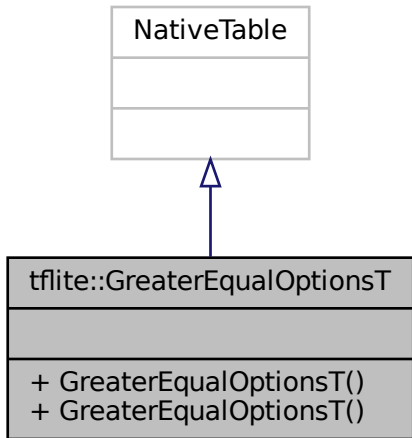 NativeTable
tflite::GreaterEqualOptionsT
+ GreaterEqualOptionsT()
+ GreaterEqualOptionsT()